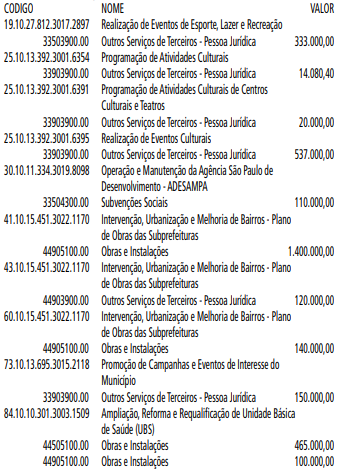 CODIGO NOME VALOR
19.10.27.812.3017.2897 Realização de Eventos de Esporte, Lazer e Recreação
33503900.00 Outros Serviços de Terceiros - Pessoa Jurídica 333.000,00
25.10.13.392.3001.6354 Programação de Atividades Culturais
33903900.00 Outros Serviços de Terceiros - Pessoa Jurídica 14.080,40
25.10.13.392.3001.6391 Programação de Atividades Culturais de Centros
Culturais e Teatros
33903900.00 Outros Serviços de Terceiros - Pessoa Jurídica 20.000,00
25.10.13.392.3001.6395 Realização de Eventos Culturais
33903900.00 Outros Serviços de Terceiros - Pessoa Jurídica 537.000,00
30.10.11.334.3019.8098 Operação e Manutenção da Agência São Paulo de
Desenvolvimento - ADESAMPA
33504300.00 Subvenções Sociais 110.000,00
41.10.15.451.3022.1170 Intervenção, Urbanização e Melhoria de Bairros - Plano
de Obras das Subprefeituras
44905100.00 Obras e Instalações 1.400.000,00
43.10.15.451.3022.1170 Intervenção, Urbanização e Melhoria de Bairros - Plano
de Obras das Subprefeituras
44903900.00 Outros Serviços de Terceiros - Pessoa Jurídica 120.000,00
60.10.15.451.3022.1170 Intervenção, Urbanização e Melhoria de Bairros - Plano
de Obras das Subprefeituras
44905100.00 Obras e Instalações 140.000,00
73.10.13.695.3015.2118 Promoção de Campanhas e Eventos de Interesse do
Município
33903900.00 Outros Serviços de Terceiros - Pessoa Jurídica 150.000,00
84.10.10.301.3003.1509 Ampliação, Reforma e Requalificação de Unidade Básica
de Saúde (UBS)
44505100.00 Obras e Instalações 465.000,00
44905100.00 Obras e Instalações 100.000,00